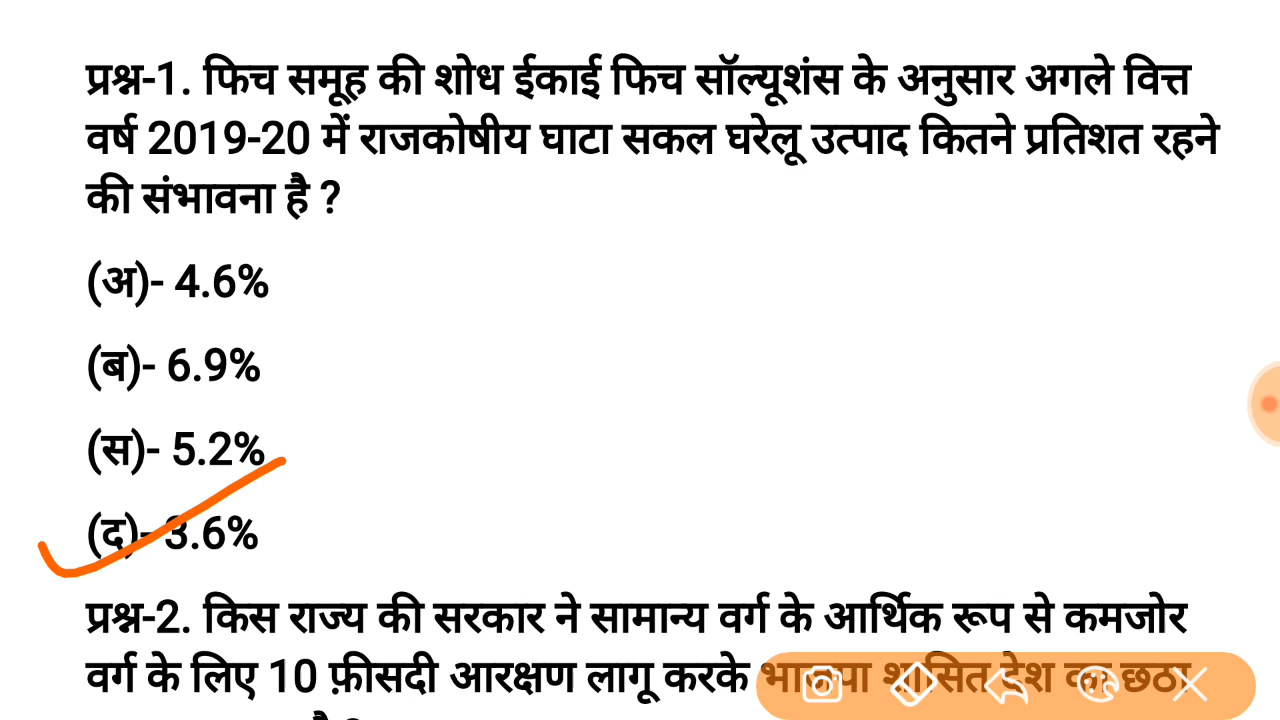 प्रश्न-1. फिच समूह की शोध ईकाई फिच सॉल्यूशंस के अनुसार अगले वित्त
वर्ष 2019-20 में राजकोषीय घाटा सकल घरेलू उत्पाद कितने प्रतिशत रहने
की संभावना है ?
(अ)- 4.6%
(ब)- 6.9%
(स)- 5.2%
(द)- 3.6%
प्रश्न-2. किस राज्य की सरकार ने सामान्य वर्ग के आर्थिक रूप से कमजोर
वर्ग के लिए 10 फ़ीसदी आरक्षण लागू करके भाजपा शासित देश का छठा